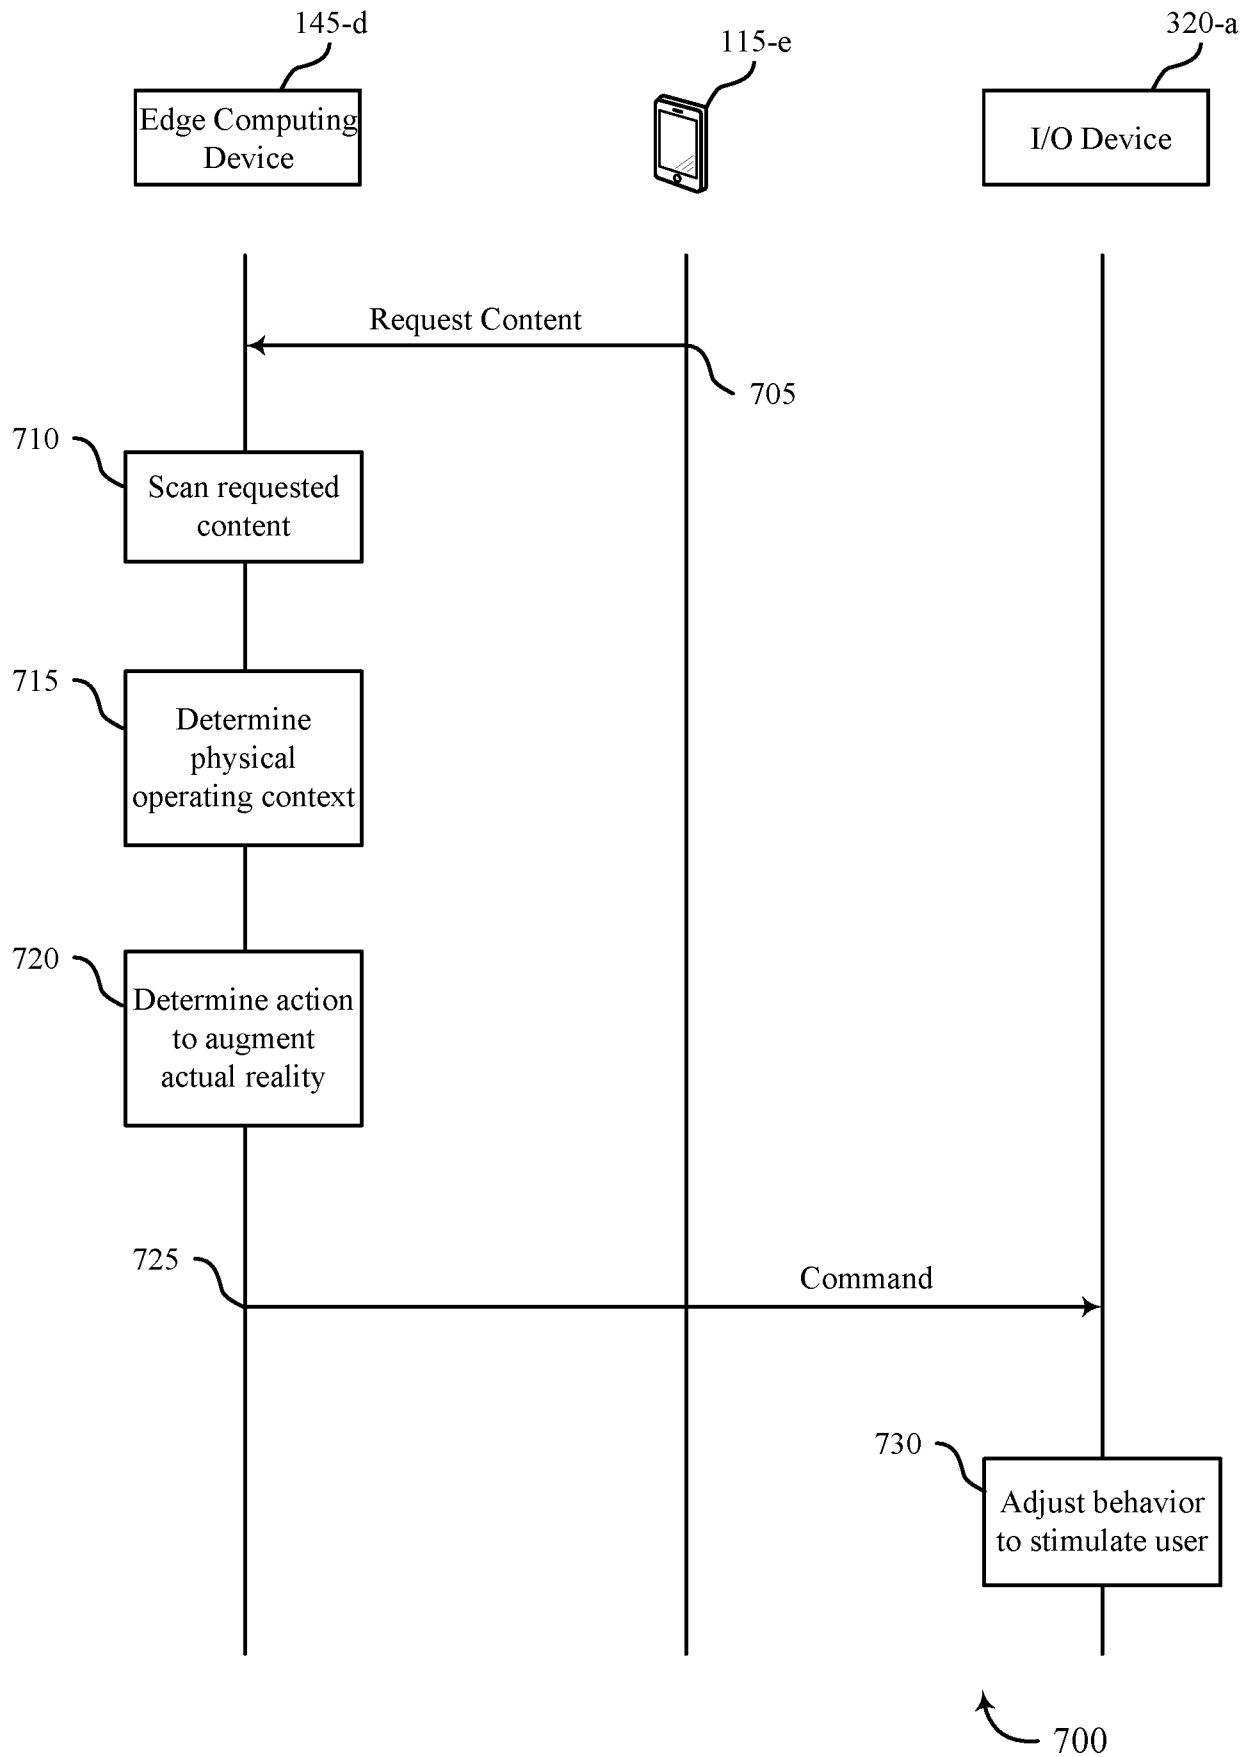 145-d
115-e
320-a
Edge Computing
Device
I/O Device
Request Content
705
710
Scan requested
content
715
Determine
physical
operating context
720
Determine action
to augment
actual reality
725
Command
730
Adjust behavior
to stimulate user
700